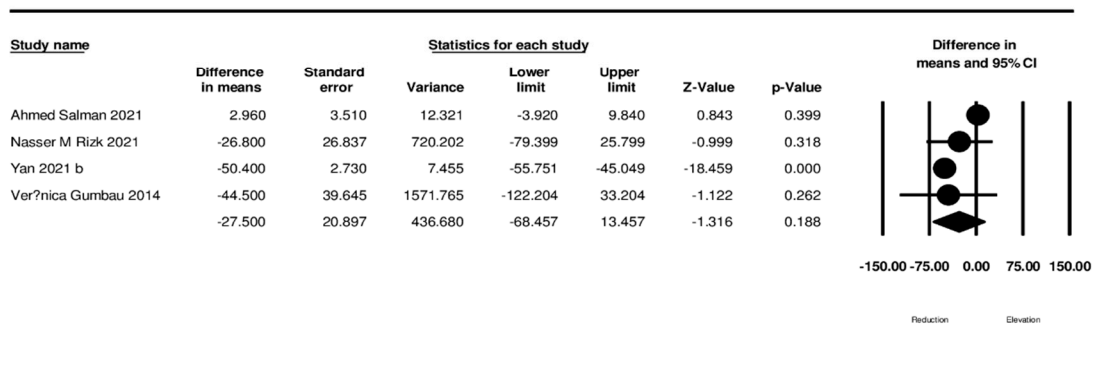 Study name Statistics for each study Difference in means and 95% CI
Difference in means Standard error Variance Lower limit Upper limit Z-Value p-Value
Ahmed Salman 2021 2.960 3.510 12.321 -3.920 9.840 0.843 0.399
Nasser M Rizk 2021 -26.800 26.837 720.202 -79.399 25.799 -0.999 0.318
Yan 2021 b -50.400 2.730 7.455 -55.751 -45.049 -18.459 0.000
Ver?nica Gumbau 2014 -44.500 39.645 1571.765 -122.204 33.204 -1.122 0.262
-27.500 20.897 436.680 -68.457 13.457 -1.316 0.188
-150.00 -75.00 0.00 75.00 150.00
Reduction Elevation